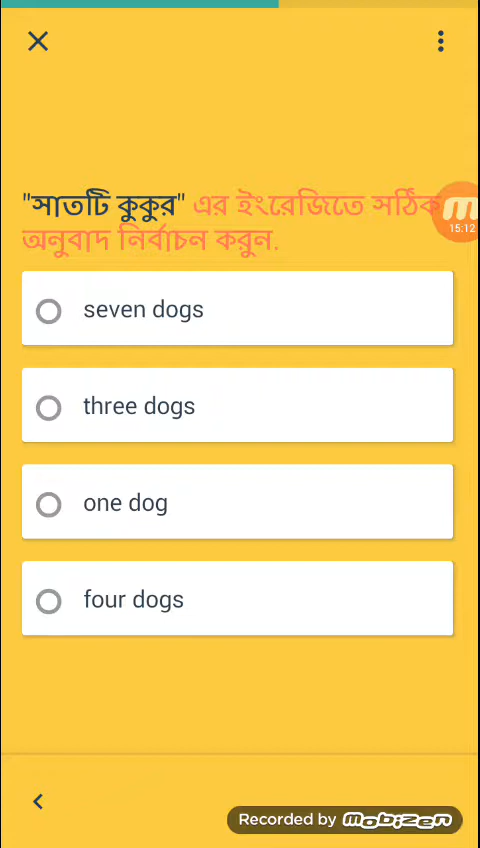 "সাতটি কুকুর" এর ইংরেজিতে সঠিক
অনুবাদ নির্বাচন করুন.
15:12
seven dogs
three dogs
one dog
four dogs
Recorded by mobizen